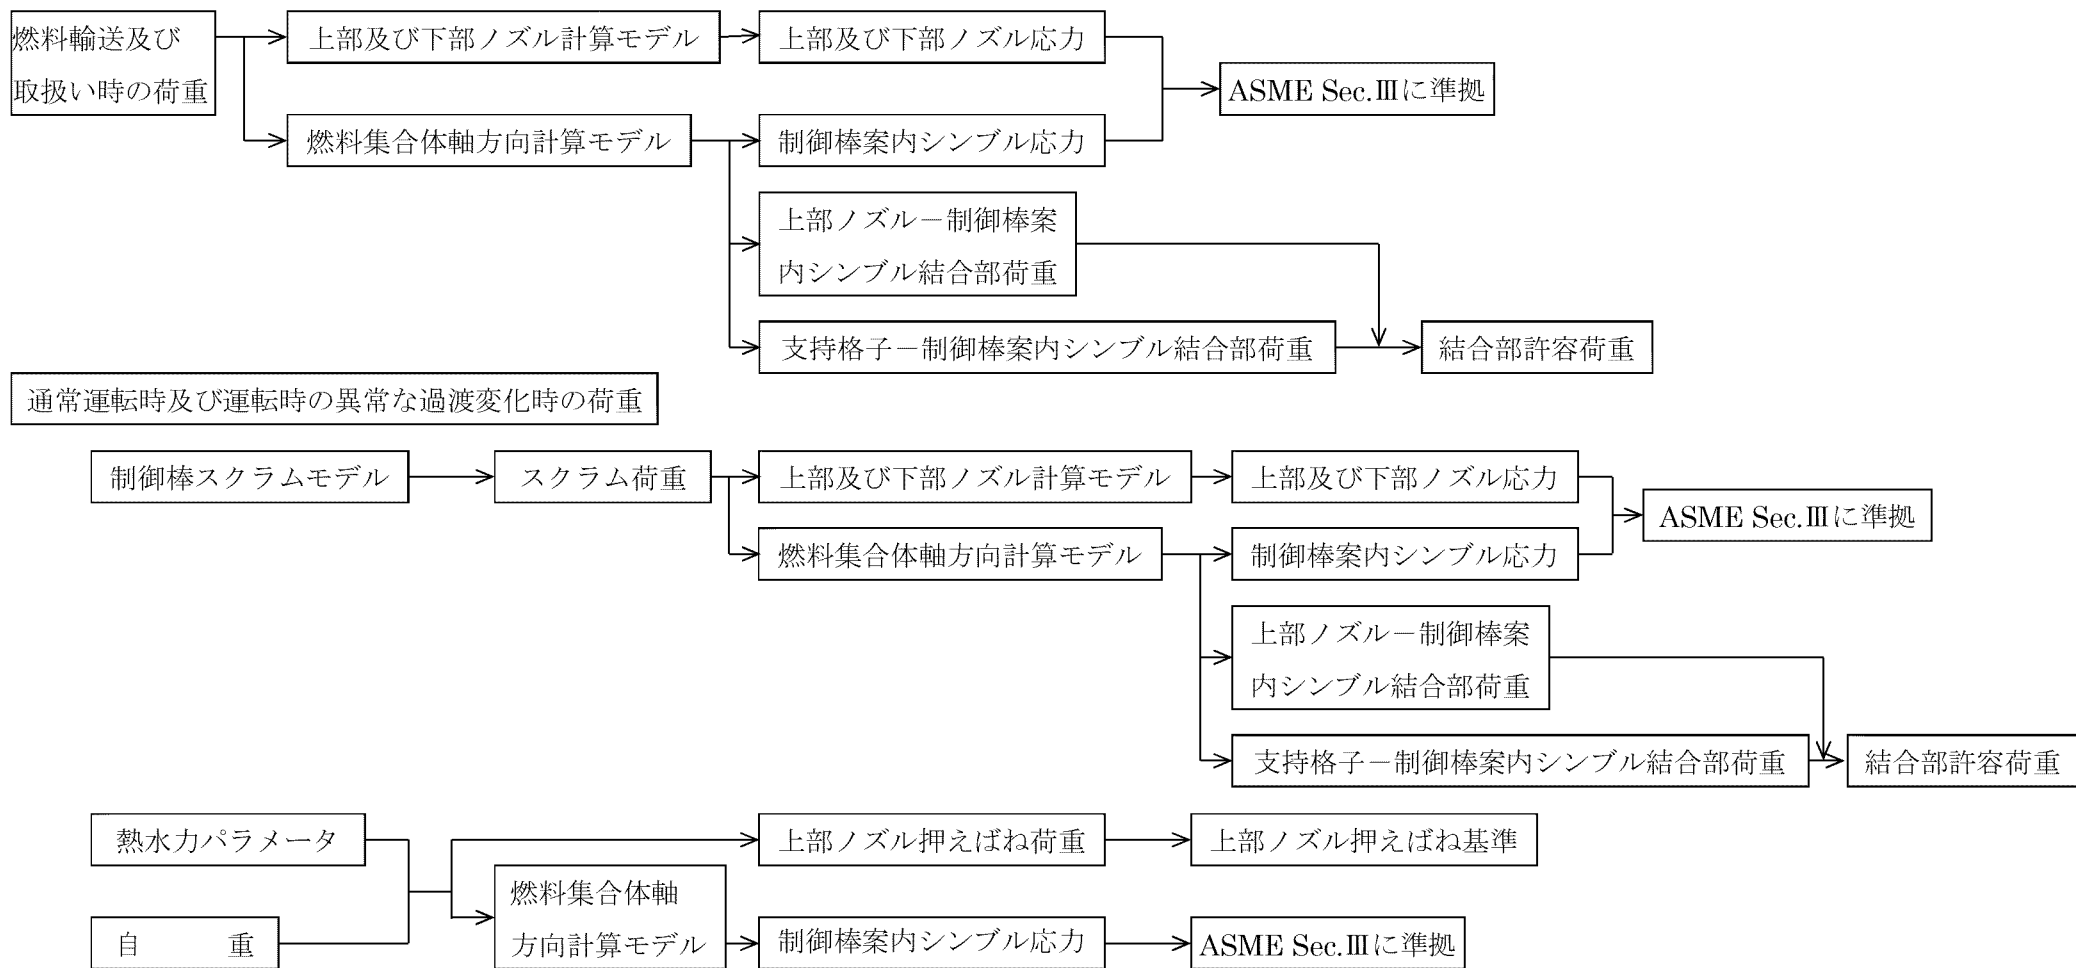 燃料輸送及び
取扱い時の荷重
上部及び下部ノズル計算モデル
上部及び下部ノズル応力
ASME Sec.Ⅲに準拠
燃料集合体軸方向計算モデル
制御棒案内シンブル応力
上部ノズル－制御棒案
内シンブル結合部荷重
支持格子－制御棒案内シンブル結合部荷重
結合部許容荷重
通常運転時及び運転時の異常な過渡変化時の荷重
制御棒スクラムモデル
スクラム荷重
上部及び下部ノズル計算モデル
上部及び下部ノズル応力
ASME Sec.Ⅲに準拠
燃料集合体軸方向計算モデル
制御棒案内シンブル応力
上部ノズル－制御棒案
内シンブル結合部荷重
支持格子－制御棒案内シンブル結合部荷重
結合部許容荷重
熱水力パラメータ
上部ノズル押えばね荷重
上部ノズル押えばね基準
自　　　重
燃料集合体軸
方向計算モデル
制御棒案内シンブル応力
ASME Sec.Ⅲに準拠